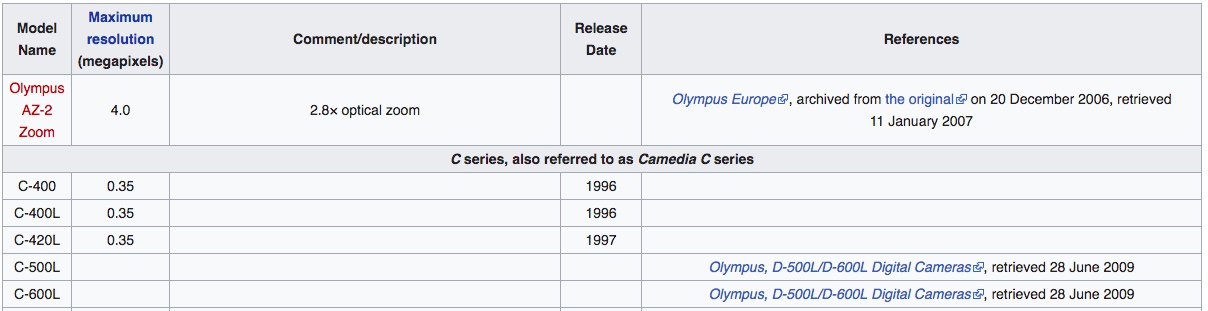 Model Name	Maximum resolution (megapixels)	Comment/description	Release Date	References
Olympus AZ-2 Zoom	4.0	2.8× optical zoom		Olympus Europe, archived from the original on 20 December 2006, retrieved 11 January 2007
C series, also referred to as Camedia C series
C-400	0.35		1996
C-400L	0.35		1996
C-420L	0.35		1997
C-500L				Olympus, D-500L/D-600L Digital Cameras, retrieved 28 June 2009
C-600L				Olympus, D-500L/D-600L Digital Cameras, retrieved 28 June 2009